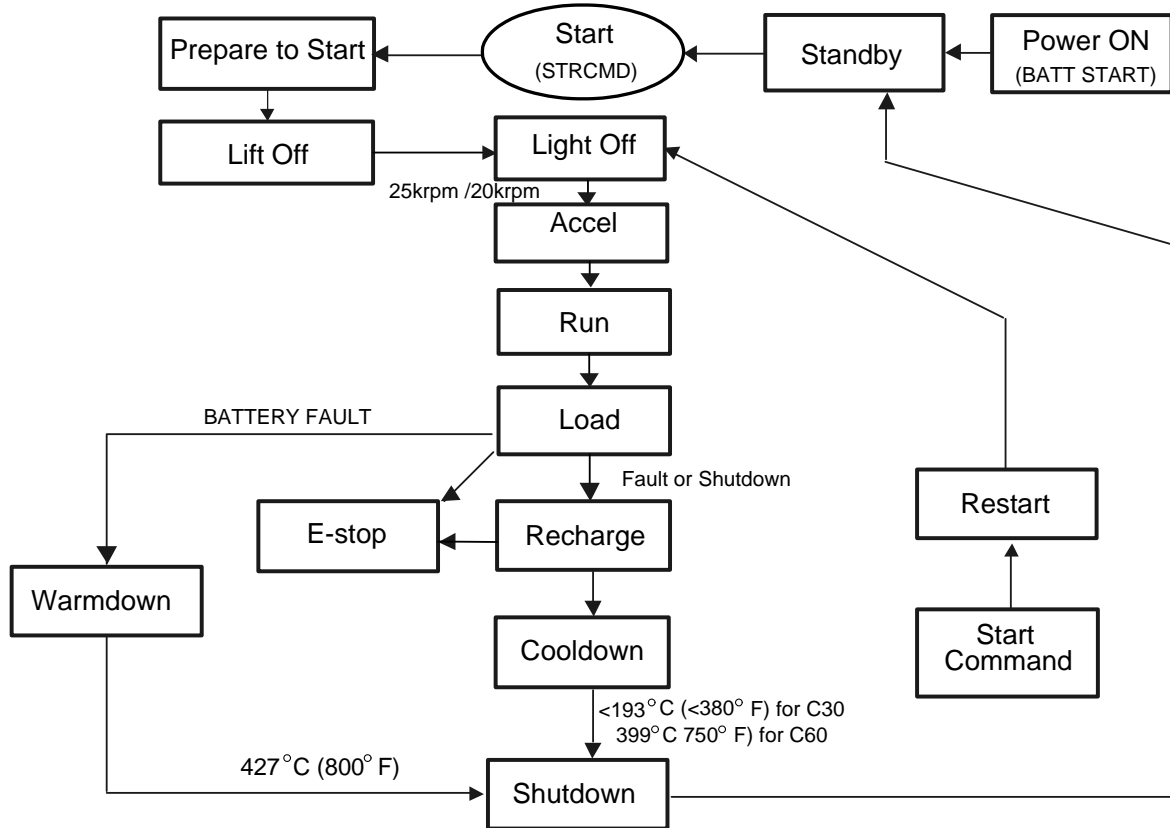 Prepare to Start
Start
(STRCMD)
Standby
Power ON
(BATT START)
Lift Off
Light Off
25krpm /20krpm
Accel
Run
BATTERY FAULT
Load
Fault or Shutdown
E-stop
Recharge
Restart
Warmdown
Cooldown
Start
Command
<193°C (<380° F) for C30
399°C 750° F) for C60
427°C (800° F)
Shutdown